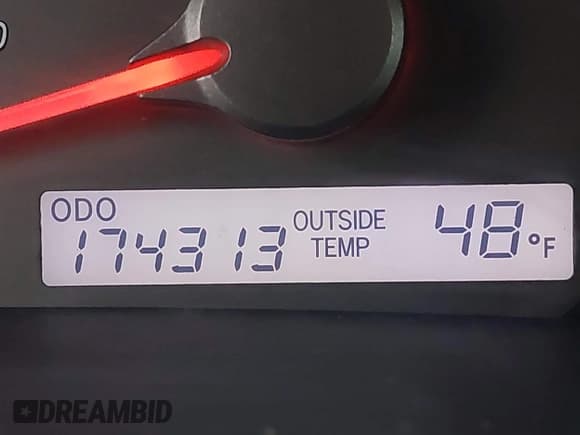 ODO
174313
OUTSIDE
TEMP
48°F
DREAMBID